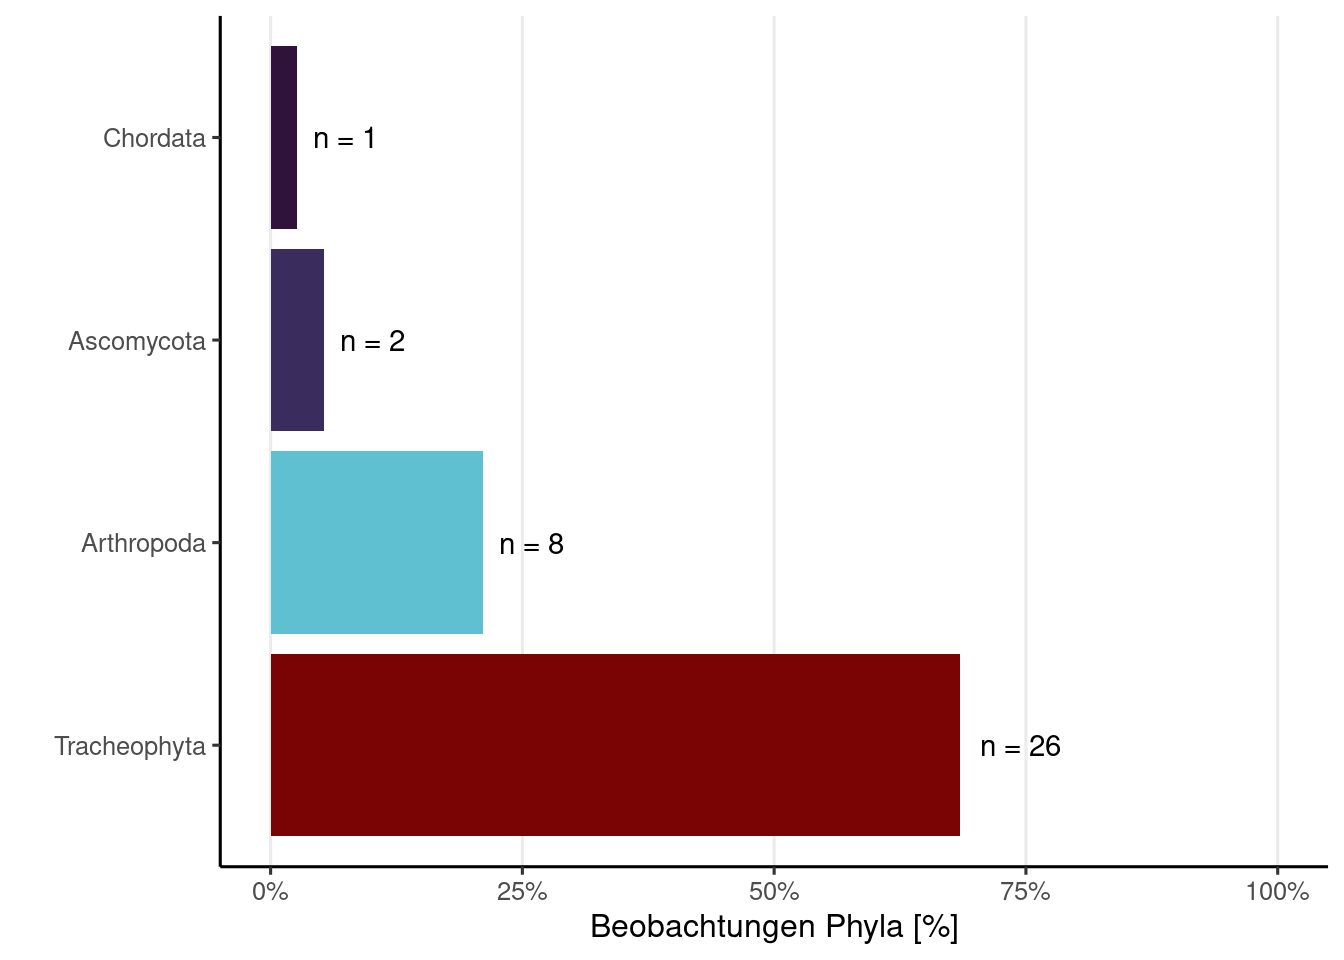 Chordata
n = 1
Ascomycota
n = 2
Arthropoda
n = 8
Tracheophyta
n = 26
0% 25% 50% 75% 100%
Beobachtungen Phyla [%]